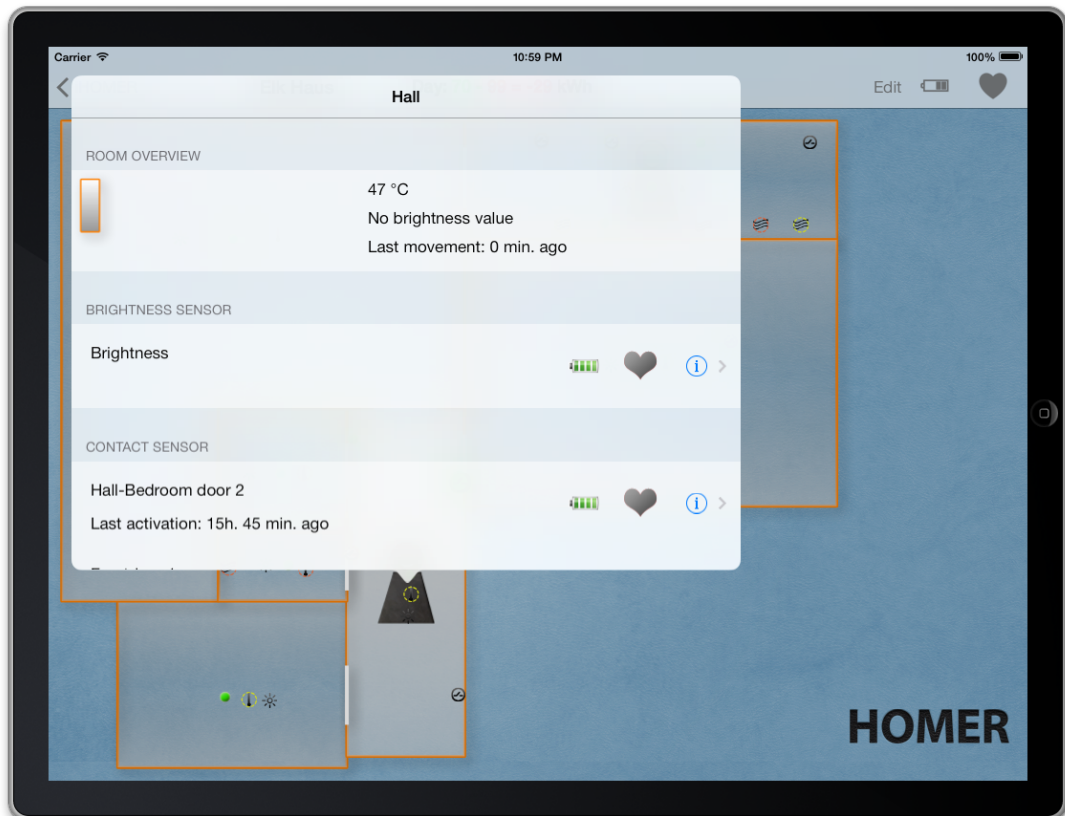 Carrier
10:59 PM
100%
Edit
Hall
ROOM OVERVIEW
47 °C
No brightness value
Last movement: 0 min. ago
BRIGHTNESS SENSOR
Brightness
CONTACT SENSOR
Hall-Bedroom door 2
Last activation: 15h. 45 min. ago
HOMER